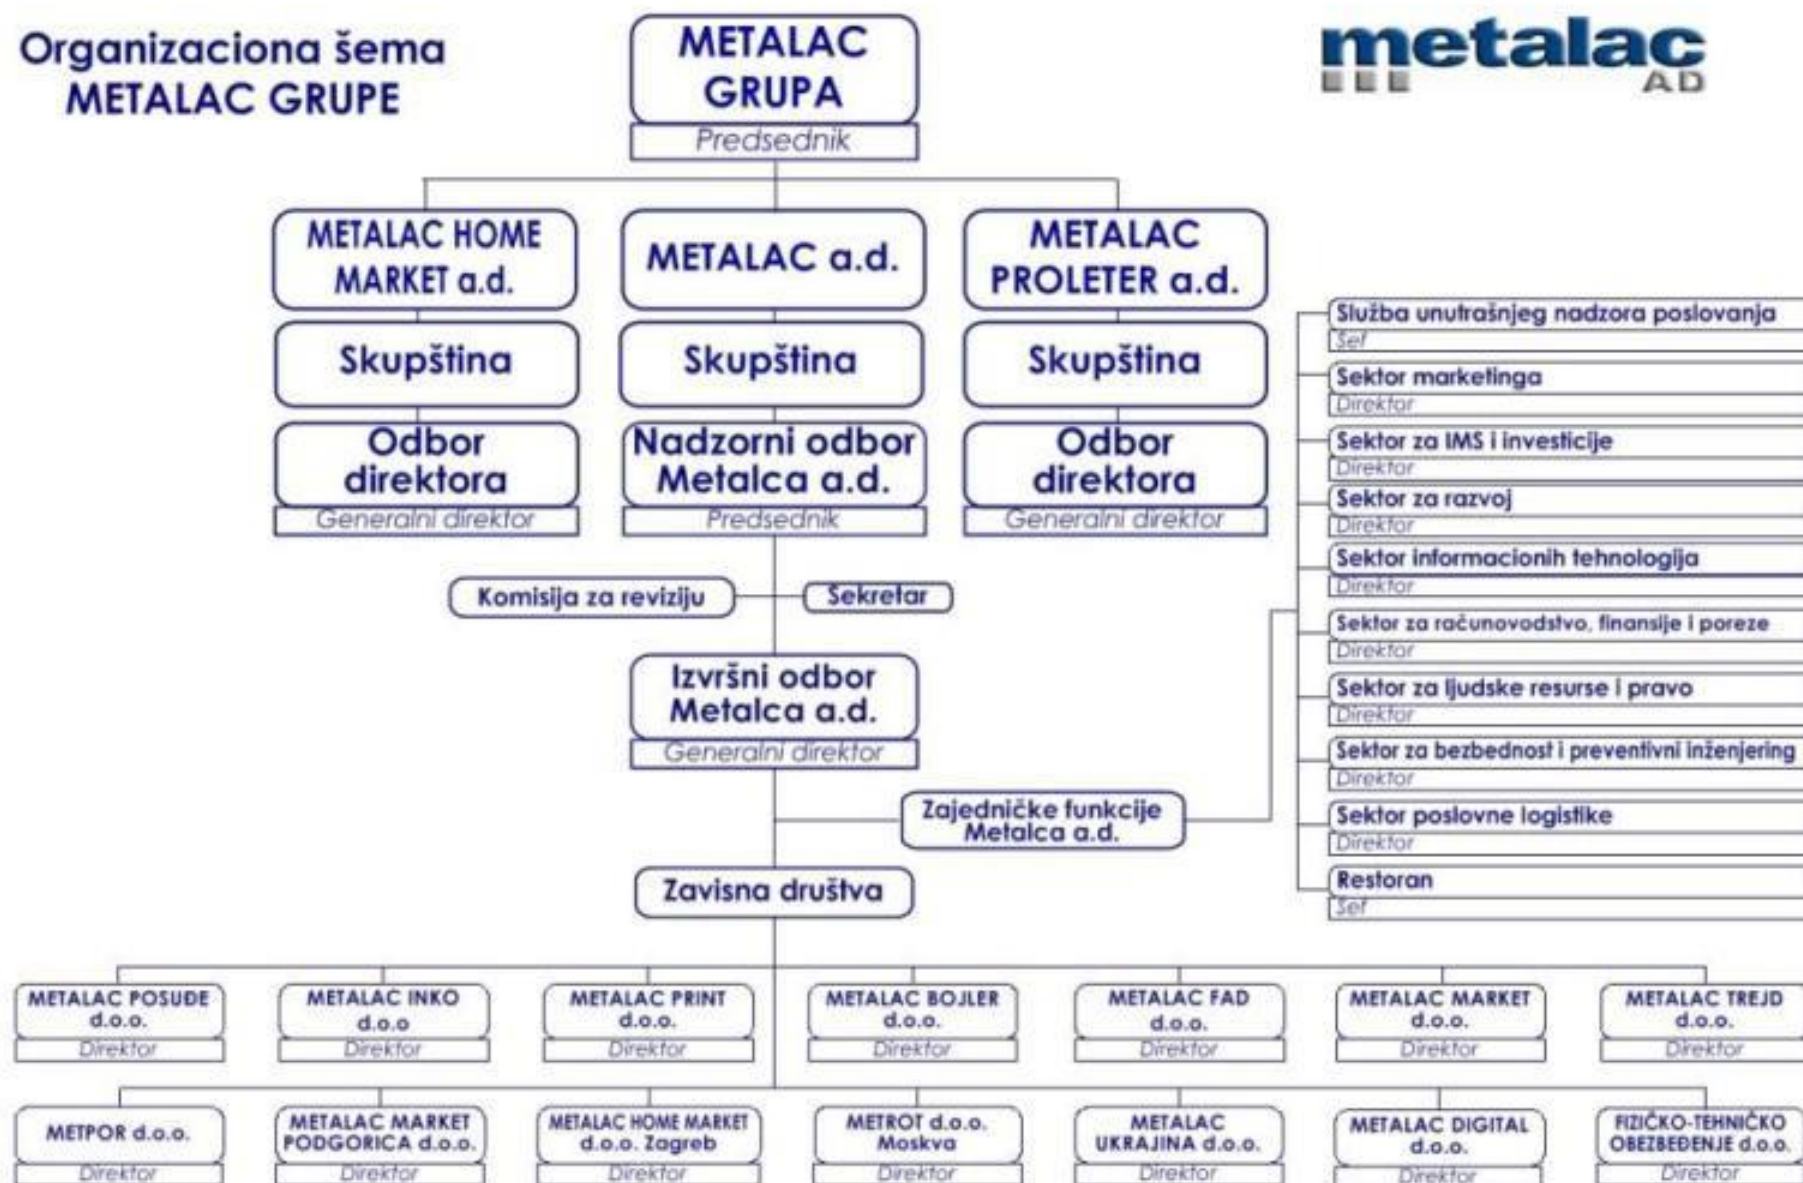 Organizaciona šema
METALAC GRUPE
METALAC
GRUPA
Predsednik
metalac
AD
METALAC HOME
MARKET a.d.
METALAC a.d.
METALAC
PROLETER a.d.
Skupština
Skupština
Skupština
Odbor
direktora
Generalni direktor
Nadzorni odbor
Metalca a.d.
Predsednik
Odbor
direktora
Generalni direktor
Komisija za reviziju
Sekretar
Izvršni odbor
Metalca a.d.
Generalni direktor
Zajedničke funkcije
Metalca a.d.
Služba unutrašnjeg nadzora poslovanja
Šef
Sektor marketinga
Direktor
Sektor za IMS i investicije
Direktor
Sektor za razvoj
Direktor
Sektor informacionih tehnologija
Direktor
Sektor za računovodstvo, finansije i poreze
Direktor
Sektor za ljudske resurse i pravo
Direktor
Sektor za bezbednost i preventivni inženjering
Direktor
Sektor poslovne logistike
Direktor
Restoran
Šef
Zavisna društva
METALAC POSUĐE
d.o.o.
Direktor
METALAC INKO
d.o.o
Direktor
METALAC PRINT
d.o.o.
Direktor
METALAC BOJLER
d.o.o.
Direktor
METALAC FAD
d.o.o.
Direktor
METALAC MARKET
d.o.o.
Direktor
METALAC TREJD
d.o.o.
Direktor
METPOR d.o.o.
Direktor
METALAC MARKET
PODGORICA d.o.o.
Direktor
METALAC HOME MARKET
d.o.o. Zagreb
Direktor
METROT d.o.o.
Moskva
Direktor
METALAC
UKRAJINA d.o.o.
Direktor
METALAC DIGITAL
d.o.o.
Direktor
FIZIČKO-TEHNIČKO
OBEZBEĐENJE d.o.o.
Direktor